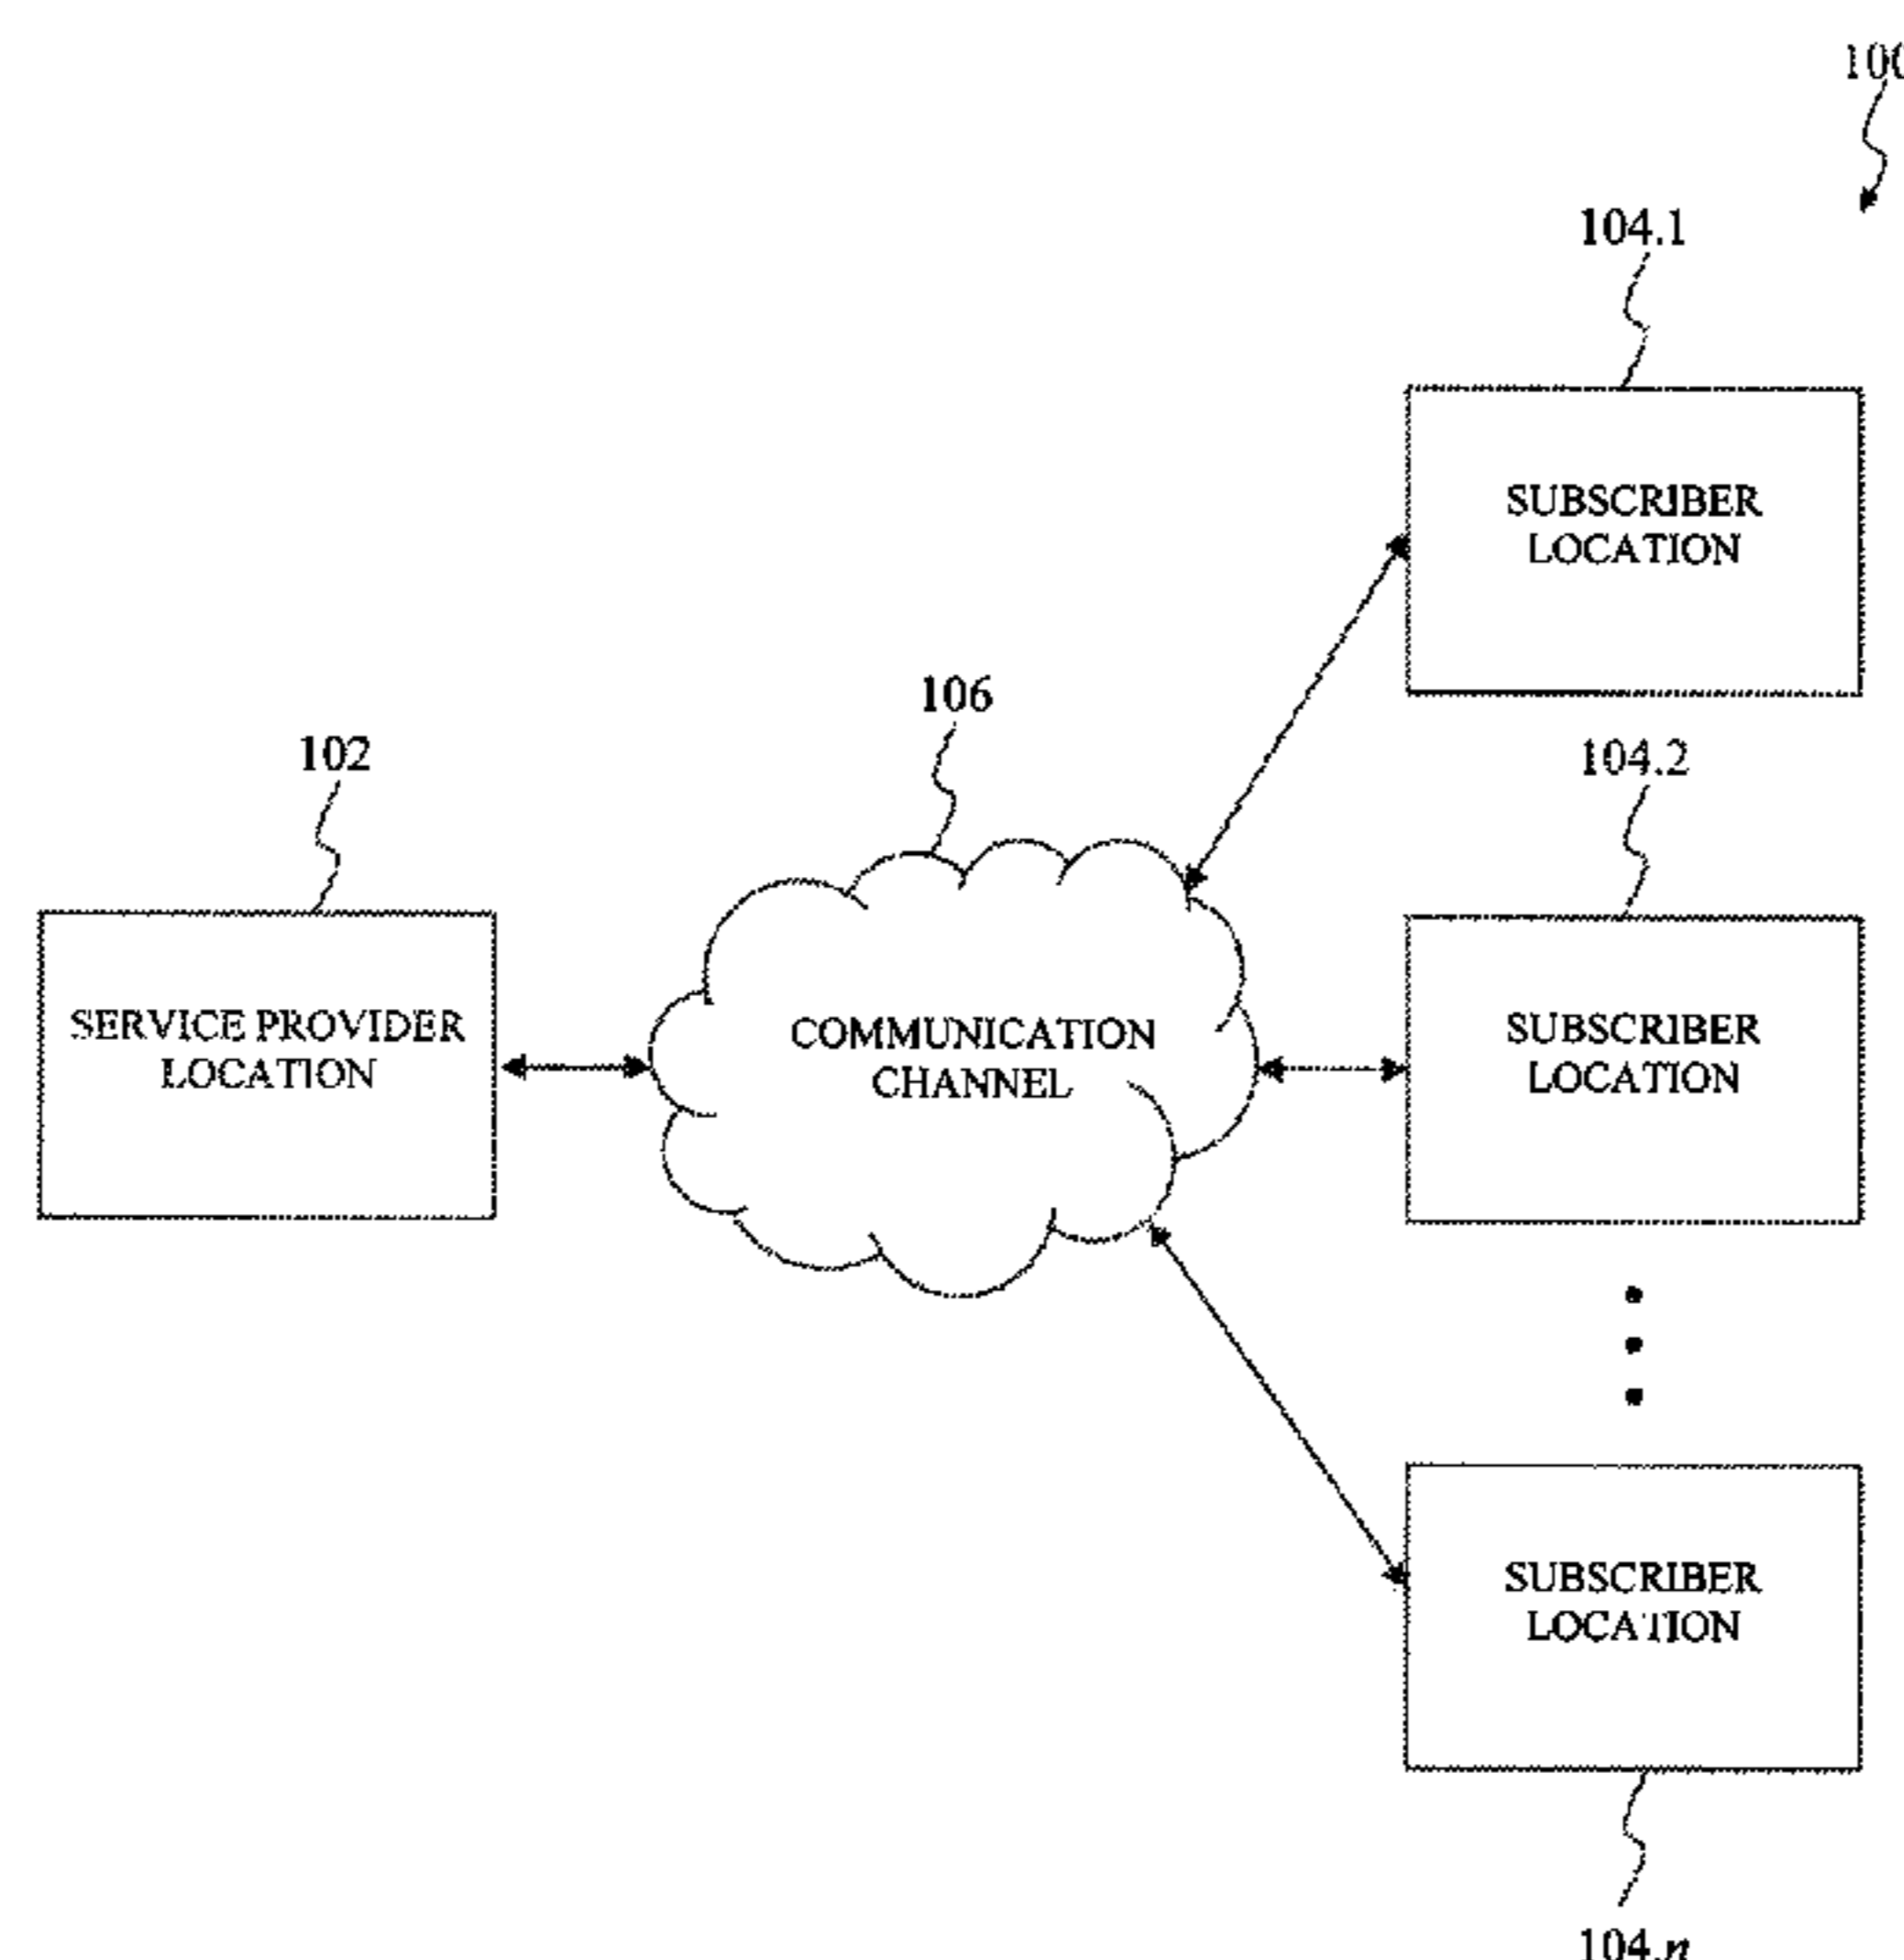 100
104.1
SUBSCRIBER
LOCATION
106
102
104.2
SERVICE PROVIDER
LOCATION
COMMUNICATION
CHANNEL
SUBSCRIBER
LOCATION
SUBSCRIBER
LOCATION
104.n